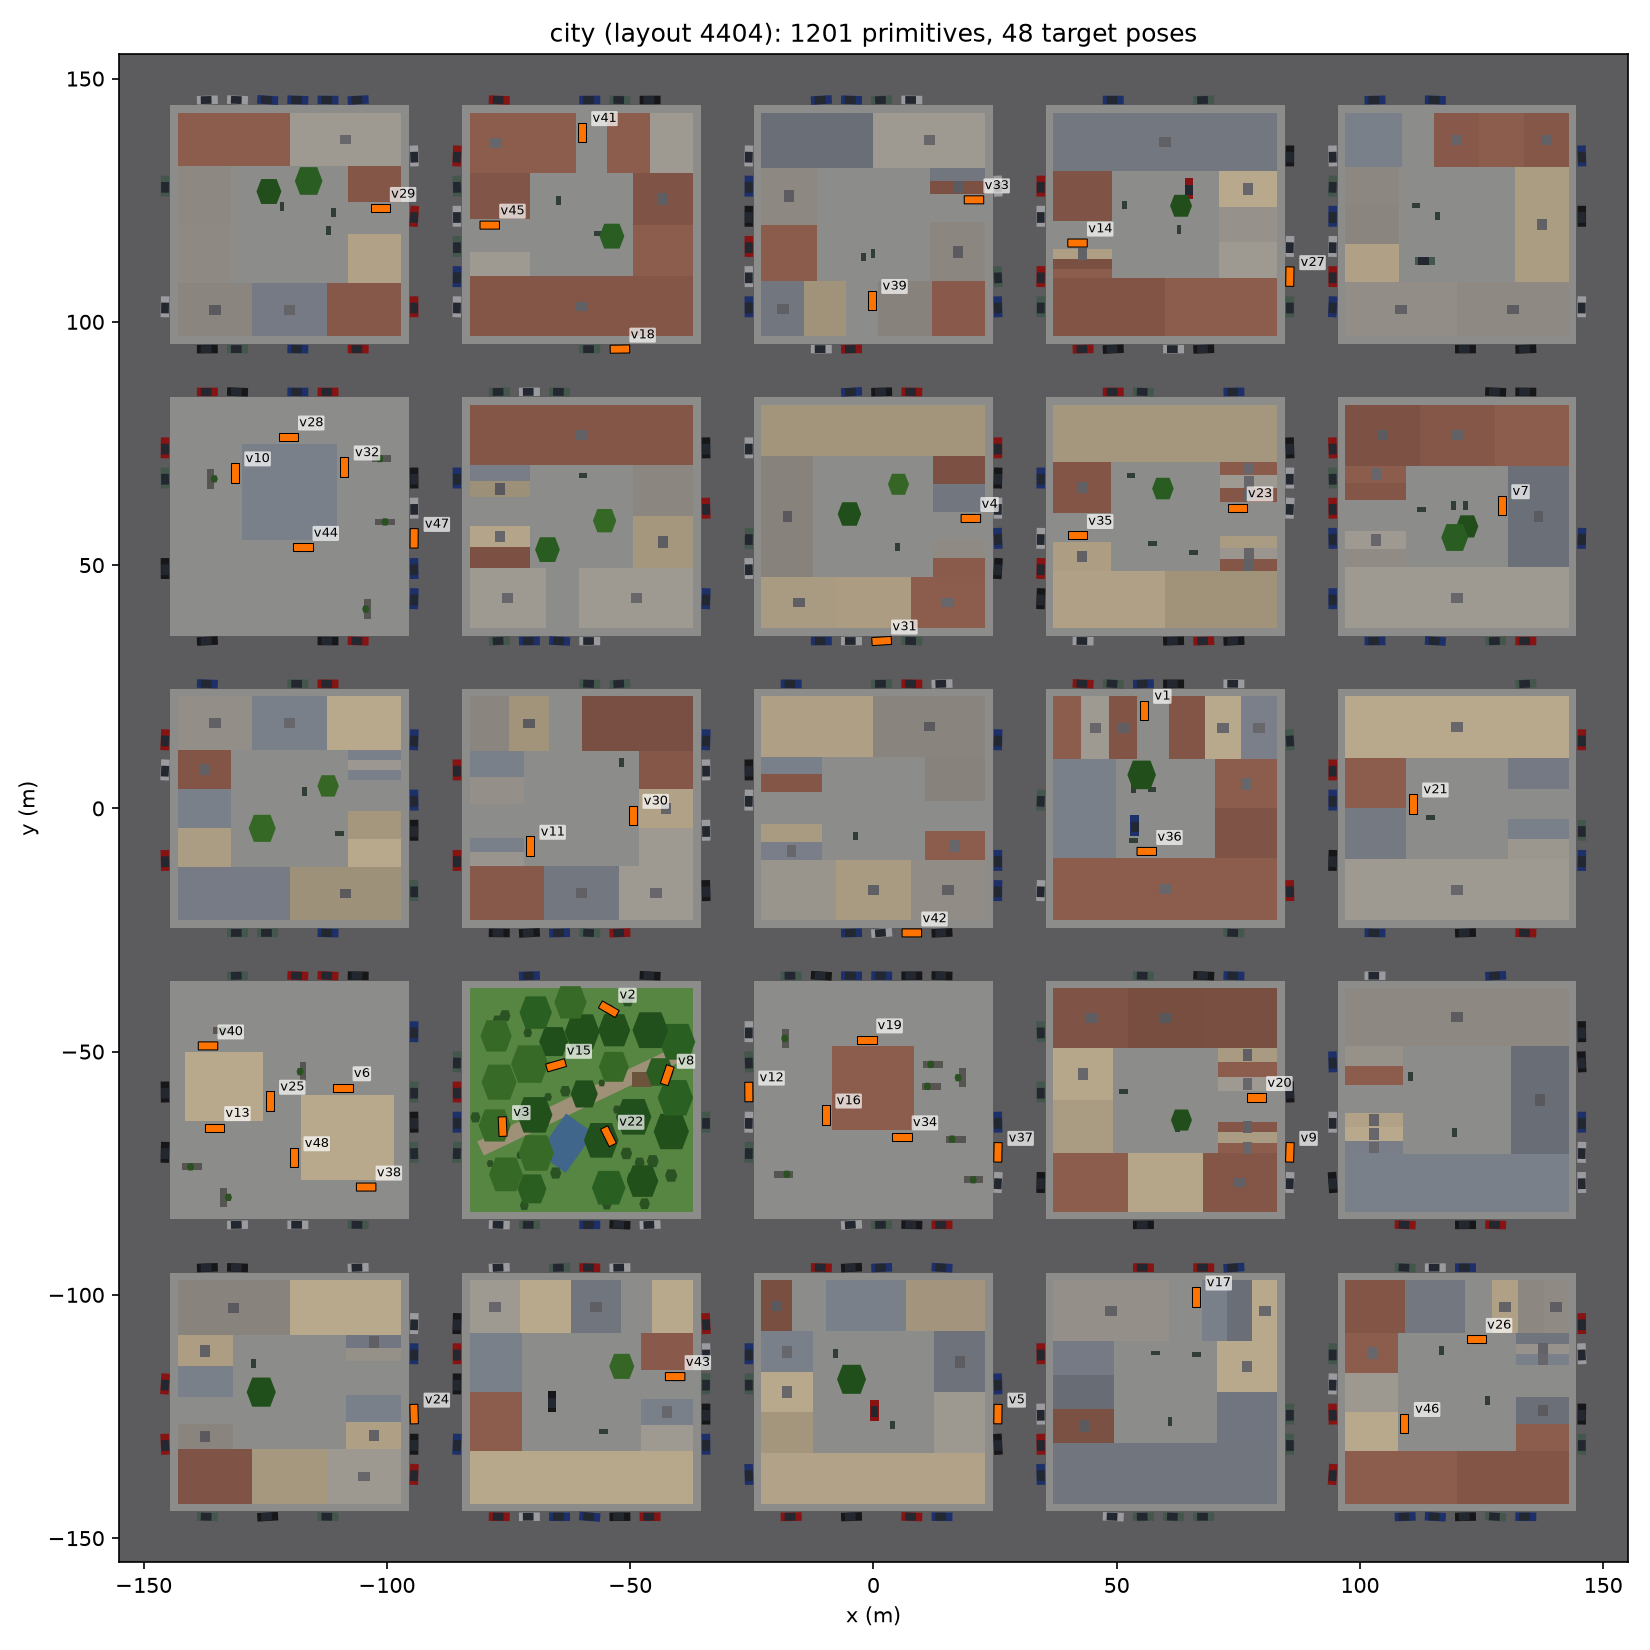 city (layout 4404): 1201 primitives, 48 target poses
150
100
50
0
−50
−100
−150
y (m)
v41
v29
v45
v33
v14
v27
v39
v18
v28
v10
v32
v47
v44
v4
v23
v35
v7
v31
v1
v30
v11
v36
v21
v42
v40
v2
v19
v15
v8
v6
v25
v12
v20
v13
v3
v22
v16
v34
v37
v9
v48
v38
v17
v26
v43
v24
v5
v46
−150
−100
−50
0
50
100
150
x (m)